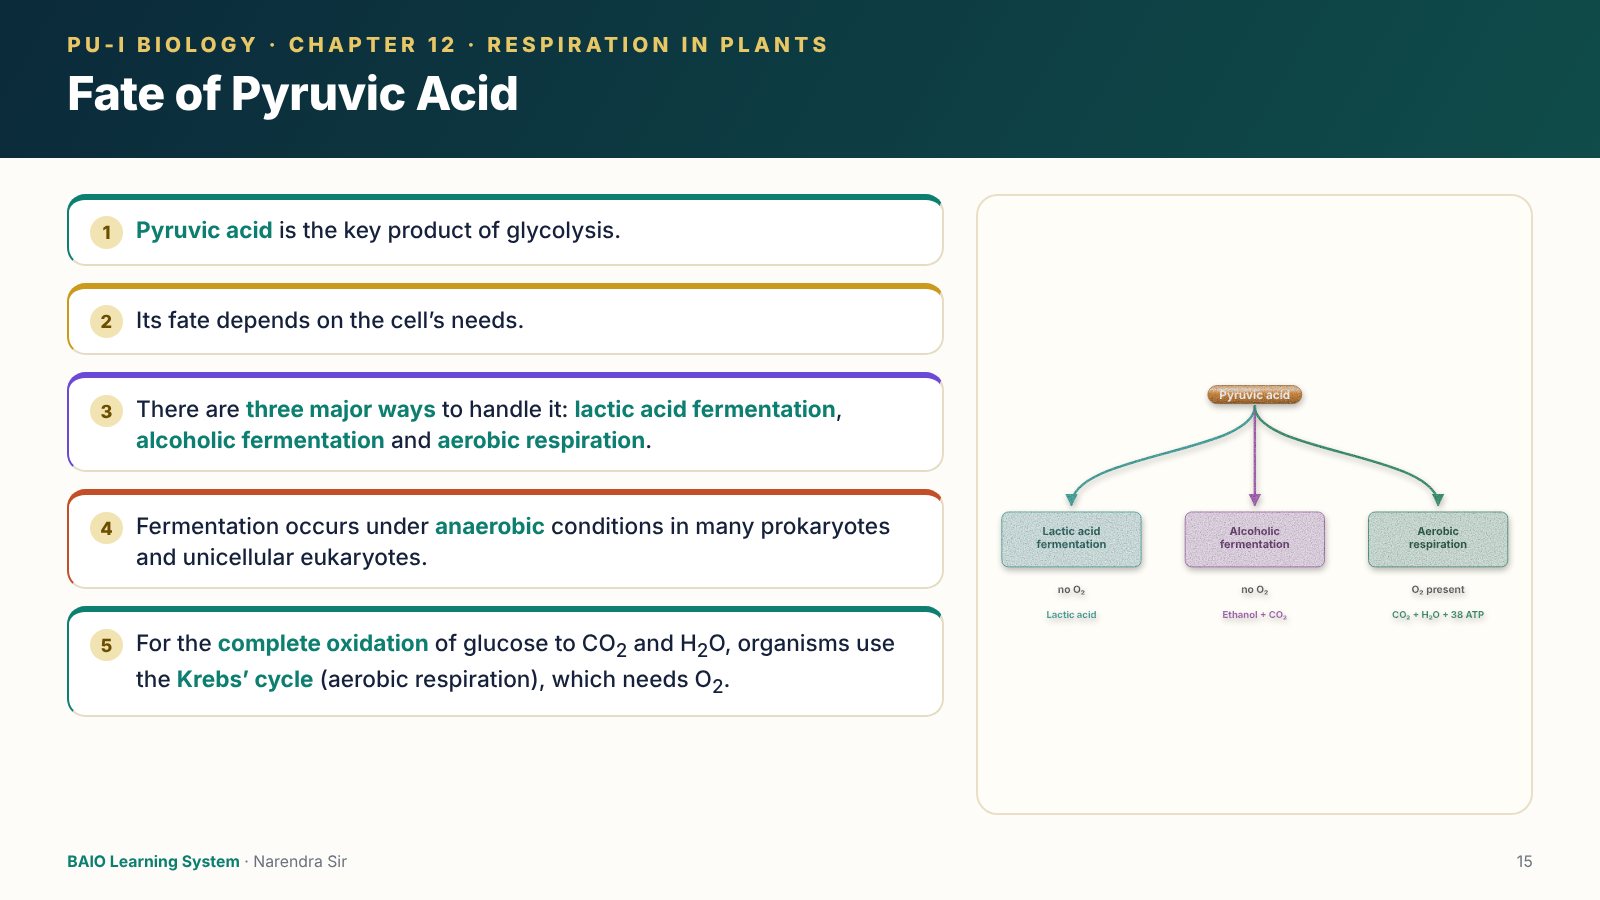 PU-I BIOLOGY · CHAPTER 12 · RESPIRATION IN PLANTS
Fate of Pyruvic Acid
1 Pyruvic acid is the key product of glycolysis.
2 Its fate depends on the cell’s needs.
3 There are three major ways to handle it: lactic acid fermentation,
alcoholic fermentation and aerobic respiration.
4 Fermentation occurs under anaerobic conditions in many prokaryotes
and unicellular eukaryotes.
5 For the complete oxidation of glucose to CO₂ and H₂O, organisms use
the Krebs’ cycle (aerobic respiration), which needs O₂.
Pyruvic acid
Lactic acid
fermentation
no O₂
Lactic acid
Alcoholic
fermentation
no O₂
Ethanol + CO₂
Aerobic
respiration
O₂ present
CO₂ + H₂O + 38 ATP
BAIO Learning System · Narendra Sir
15